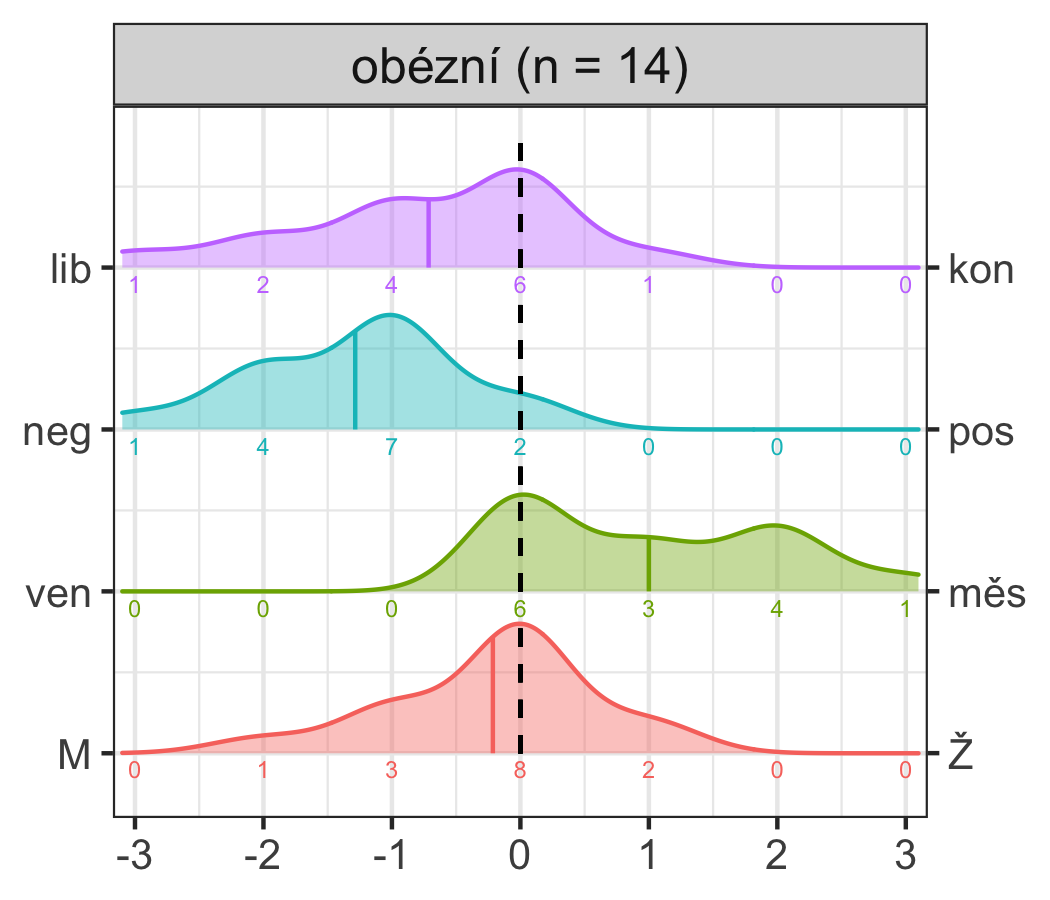 obézní (n = 14)
lib kon
1 2 4 6 1 0 0
neg pos
1 4 7 2 0 0 0
ven měs
0 0 0 6 3 4 1
M Ž
0 1 3 8 2 0 0
-3 -2 -1 0 1 2 3